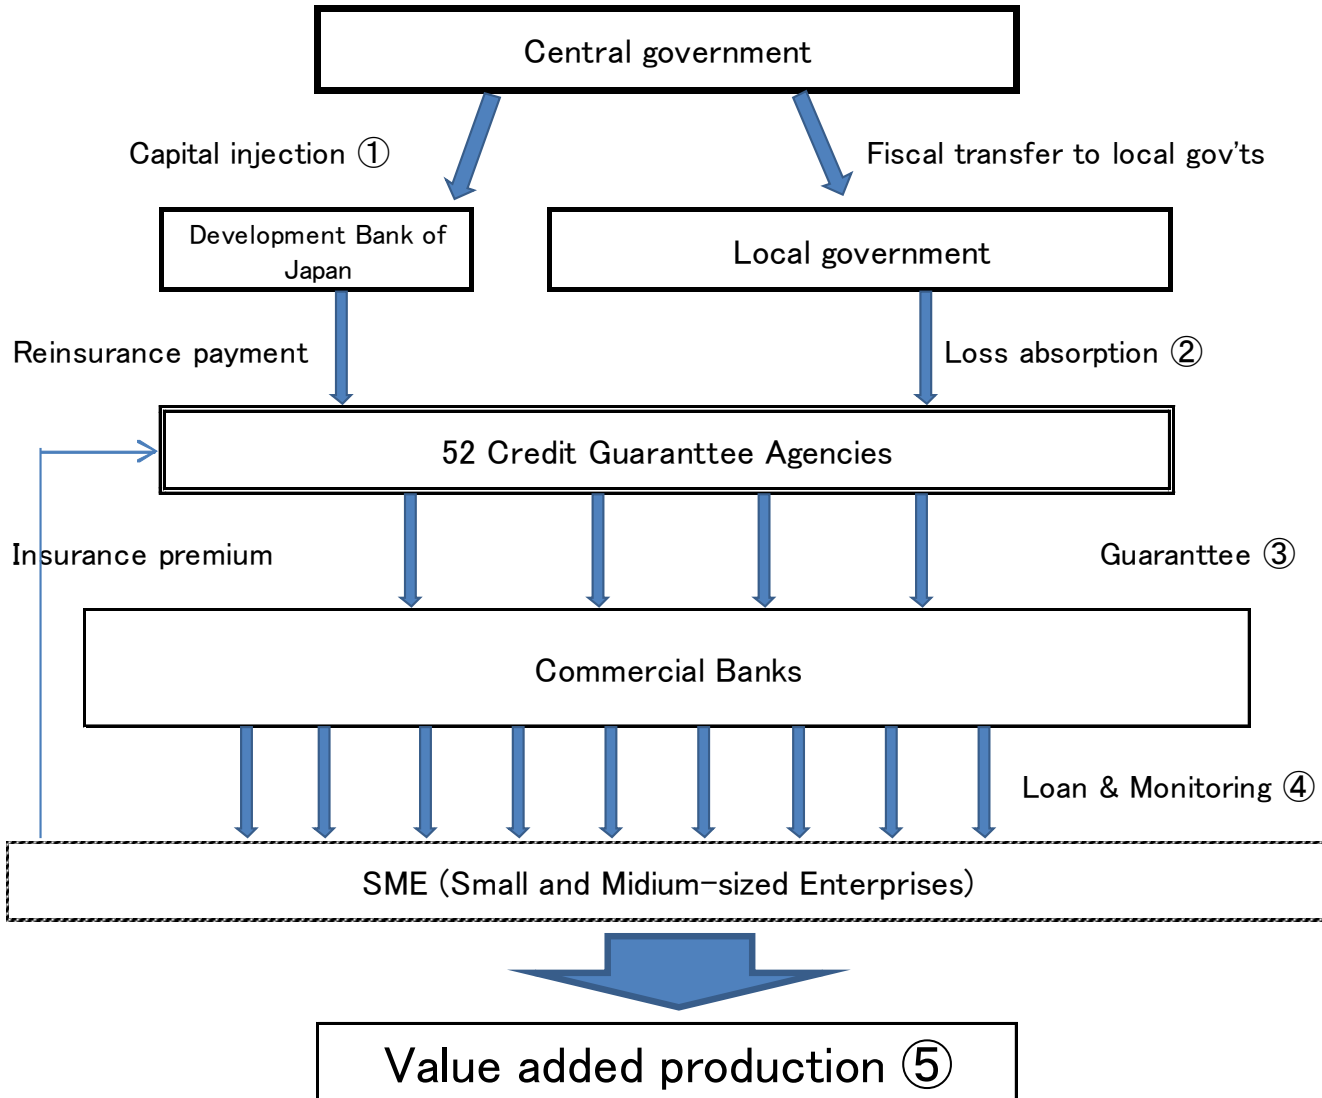 Central government
Capital injection ①
Fiscal transfer to local gov'ts
Development Bank of
Japan
Local government
Reinsurance payment
Loss absorption ②
52 Credit Guaranttee Agencies
Insurance premium
Guaranttee ③
Commercial Banks
Loan & Monitoring ④
SME (Small and Midium-sized Enterprises)
Value added production ⑤